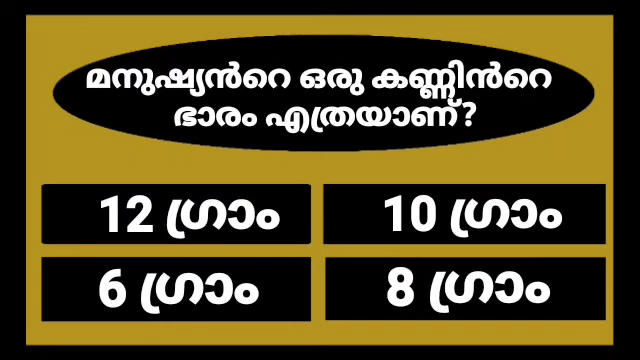 മനുഷ്യൻറെ ഒരു കണ്ണിൻറെ
ഭാരം എത്രയാണ്?
12 ഗ്രാം
10 ഗ്രാം
6 ഗ്രാം
8 ഗ്രാം